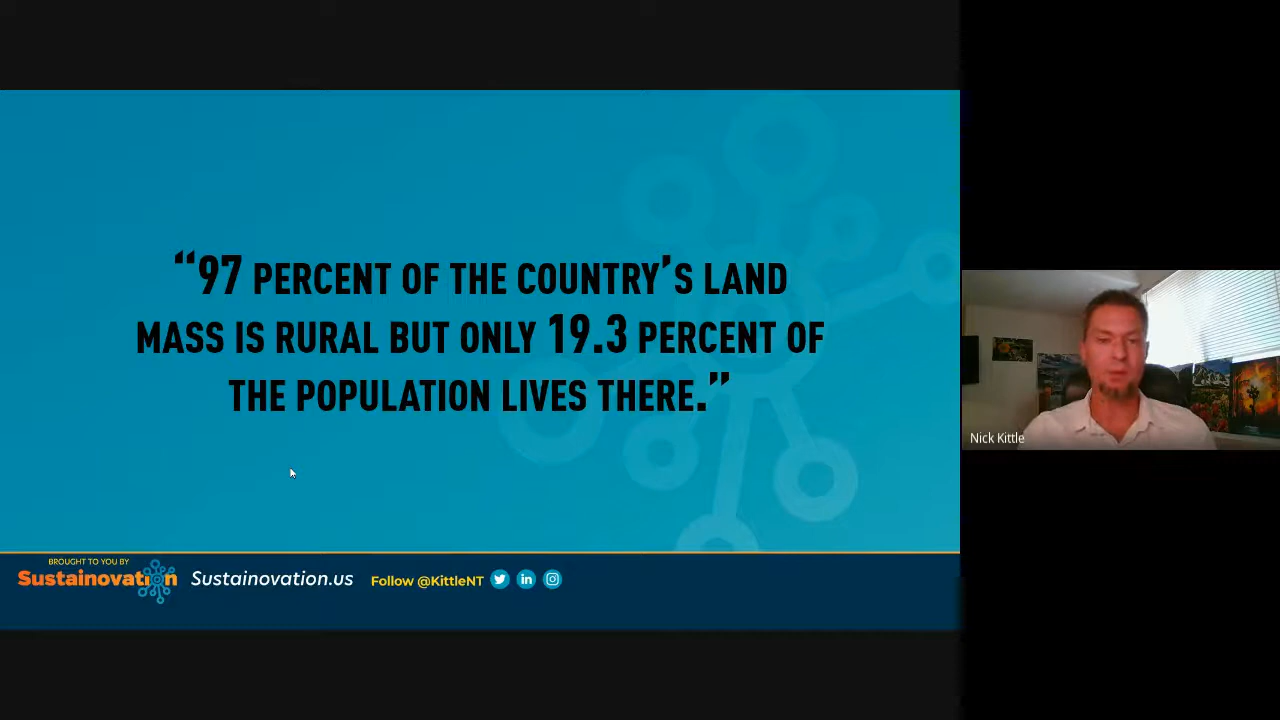 “97 PERCENT OF THE COUNTRY’S LAND
MASS IS RURAL BUT ONLY 19.3 PERCENT OF
THE POPULATION LIVES THERE.”
Nick Kittle
BROUGHT TO YOU BY
Sustainovation
Sustainovation.us
Follow @KittleNT